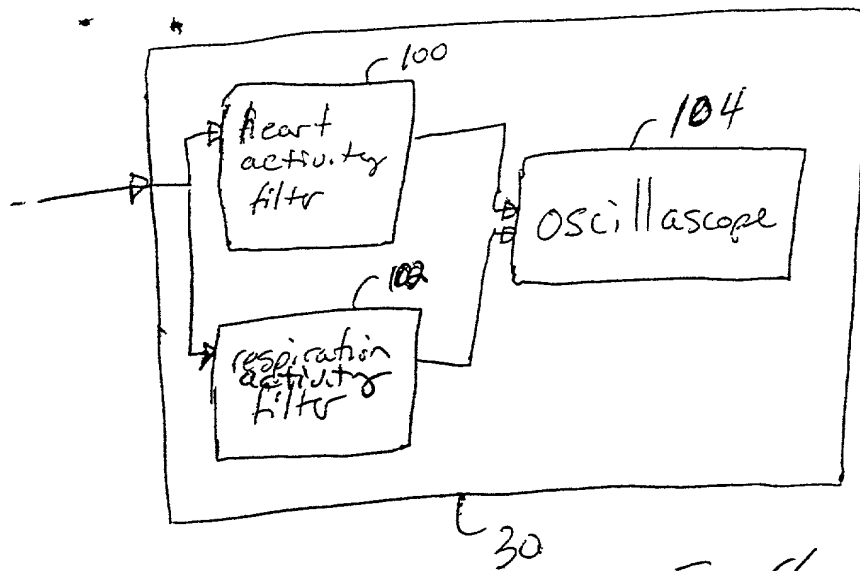 100
heart
activity
filter
104
oscillascope
102
respiration
activity
filter
30